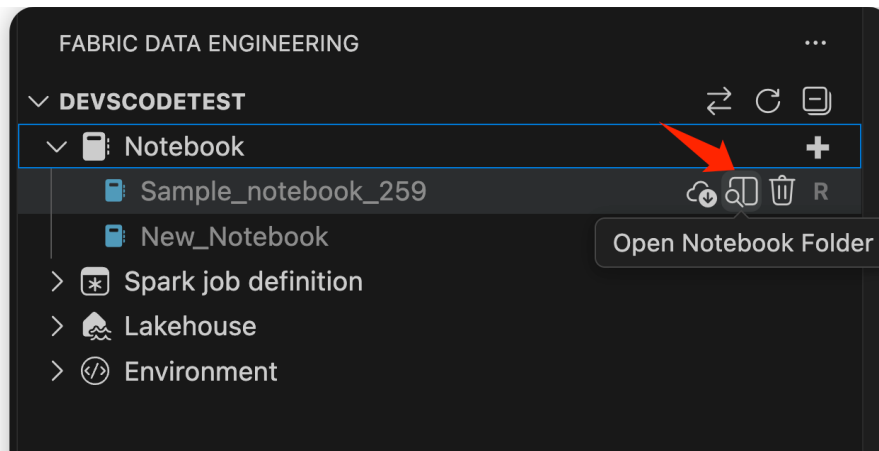 FABRIC DATA ENGINEERING
DEVSCODETEST
Notebook
Sample_notebook_259 R
New_Notebook
Open Notebook Folder
Spark job definition
Lakehouse
Environment